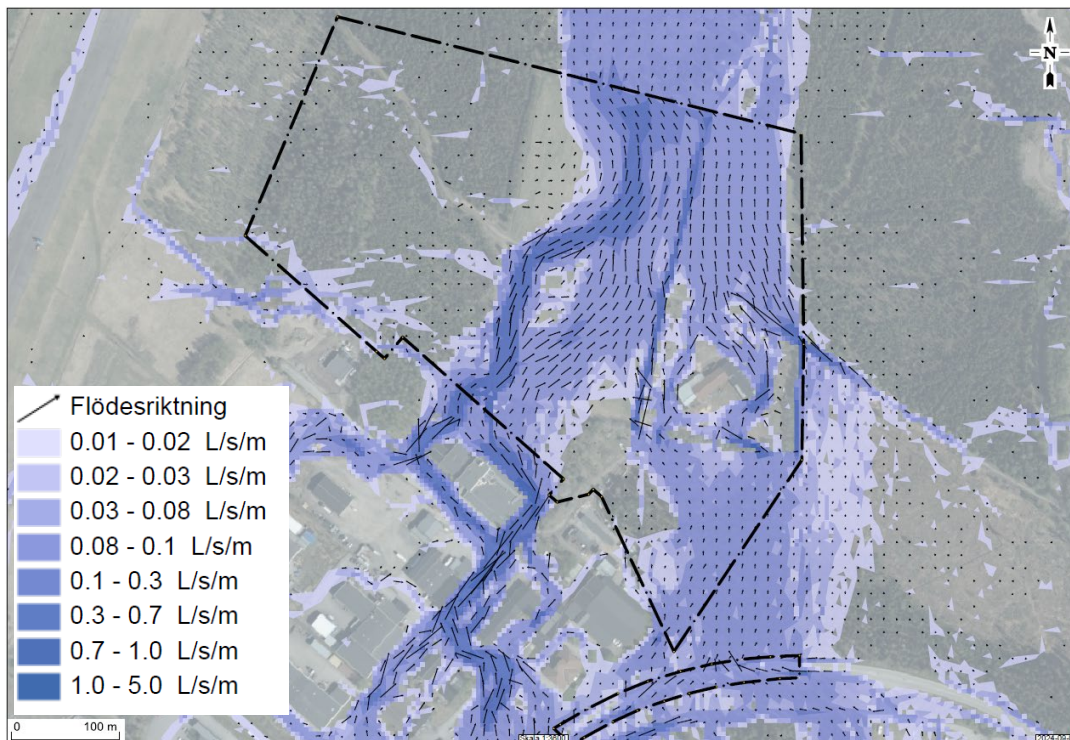 N
Flödesriktning
0.01 - 0.02 L/s/m
0.02 - 0.03 L/s/m
0.03 - 0.08 L/s/m
0.08 - 0.1 L/s/m
0.1 - 0.3 L/s/m
0.3 - 0.7 L/s/m
0.7 - 1.0 L/s/m
1.0 - 5.0 L/s/m
0 100 m